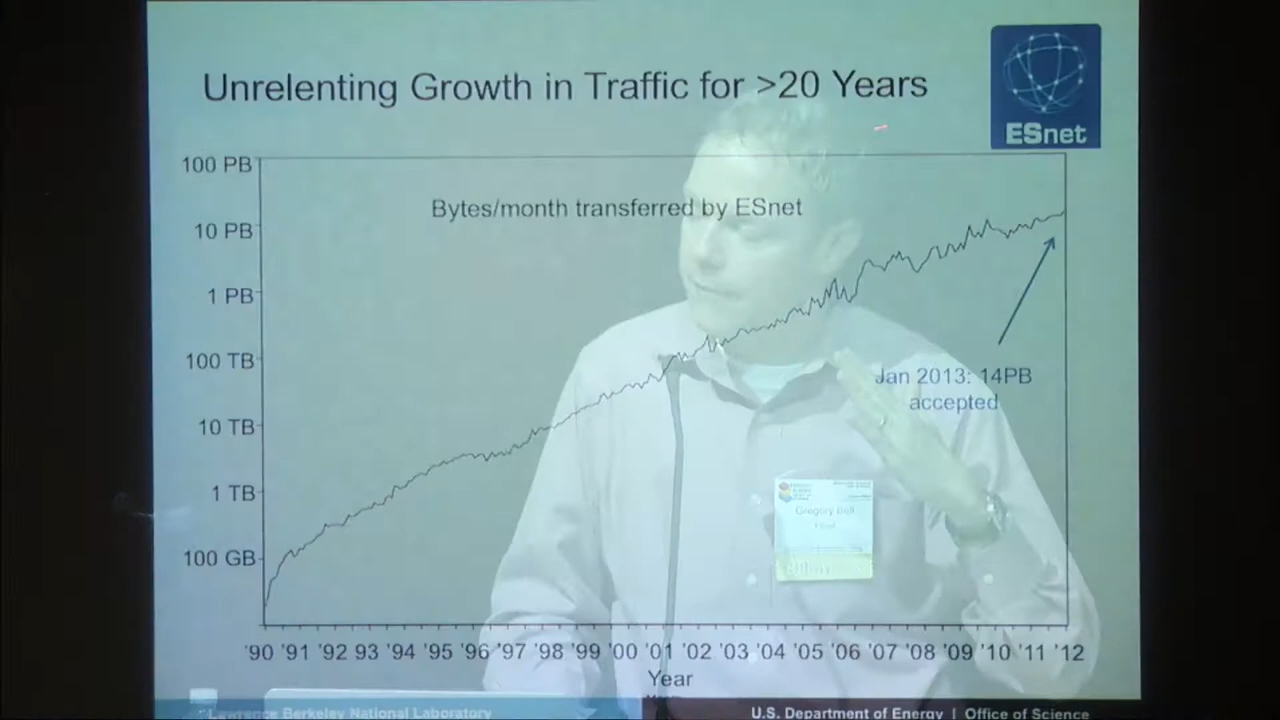 Unrelenting Growth in Traffic for >20 Years
ESnet
Bytes/month transferred by ESnet
100 PB
10 PB
1 PB
100 TB
10 TB
1 TB
100 GB
Jan 2013: 14PB
accepted
'90 '91 '92 93 '94 '95 '96 '97 '98 '99 '00 '01 '02 '03 '04 '05 '06 '07 '08 '09 '10 '11 '12
Year
Gregory Bell
Lawrence Berkeley National Laboratory
U.S. Department of Energy | Office of Science